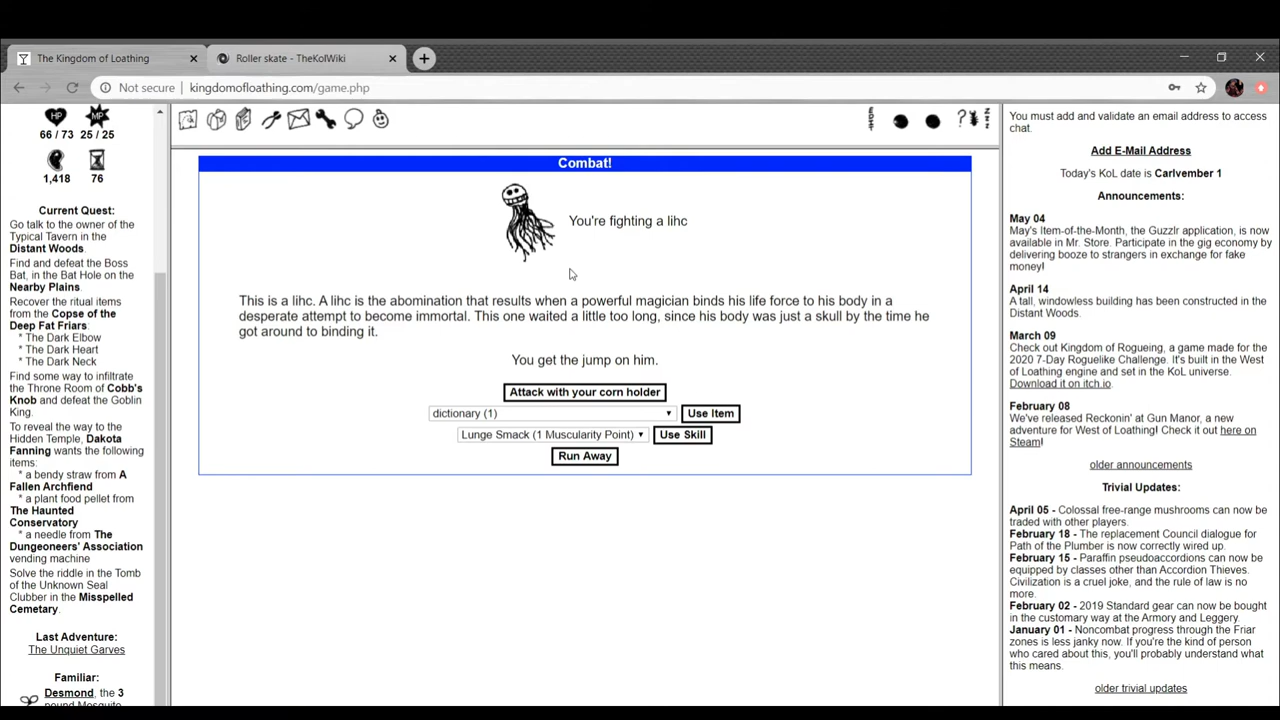 The Kingdom of Loathing
Roller skate - TheKolWiki
Not secure
kingdomofloathing.com/game.php
HP
MP
66 / 73
25 / 25
1,418
76
Current Quest:
Go talk to the owner of the
Typical Tavern in the
Distant Woods.
Find and defeat the Boss
Bat, in the Bat Hole on the
Nearby Plains.
Recover the ritual items
from the Copse of the
Deep Fat Friars:
* The Dark Elbow
* The Dark Heart
* The Dark Neck
Find some way to infiltrate
the Throne Room of Cobb's
Knob and defeat the Goblin
King.
To reveal the way to the
Hidden Temple, Dakota
Fanning wants the following
items:
* a bendy straw from A
Fallen Archfiend
* a plant food pellet from
The Haunted
Conservatory
* a needle from The
Dungeoneers' Association
vending machine
Solve the riddle in the Tomb
of the Unknown Seal
Clubber in the Misspelled
Cemetary.
Last Adventure:
The Unquiet Garves
Familiar:
Desmond, the 3
pound Mosquito
Combat!
You're fighting a lihc
This is a lihc. A lihc is the abomination that results when a powerful magician binds his life force to his body in a
desperate attempt to become immortal. This one waited a little too long, since his body was just a skull by the time he
got around to binding it.
You get the jump on him.
Attack with your corn holder
dictionary (1)
Use Item
Lunge Smack (1 Muscularity Point)
Use Skill
Run Away
You must add and validate an email address to access
chat.
Add E-Mail Address
Today's KoL date is Carlvember 1
Announcements:
May 04
May's Item-of-the-Month, the Guzzlr application, is now
available in Mr. Store. Participate in the gig economy by
delivering booze to strangers in exchange for fake
money!
April 14
A tall, windowless building has been constructed in the
Distant Woods.
March 09
Check out Kingdom of Rogueing, a game made for the
2020 7-Day Roguelike Challenge. It's built in the West
of Loathing engine and set in the KoL universe.
Download it on itch.io.
February 08
We've released Reckonin' at Gun Manor, a new
adventure for West of Loathing! Check it out here on
Steam!
older announcements
Trivial Updates:
April 05 - Colossal free-range mushrooms can now be
traded with other players.
February 18 - The replacement Council dialogue for
Path of the Plumber is now correctly wired up.
February 15 - Paraffin pseudoaccordions can now be
equipped by classes other than Accordion Thieves.
Civilization is a cruel joke, and the rule of law is no
more.
February 02 - 2019 Standard gear can now be bought
in the customary way at the Armory and Leggery.
January 01 - Noncombat progress through the Friar
zones is less janky now. If you're the kind of person
who cared about this, you'll probably understand what
this means.
older trivial updates